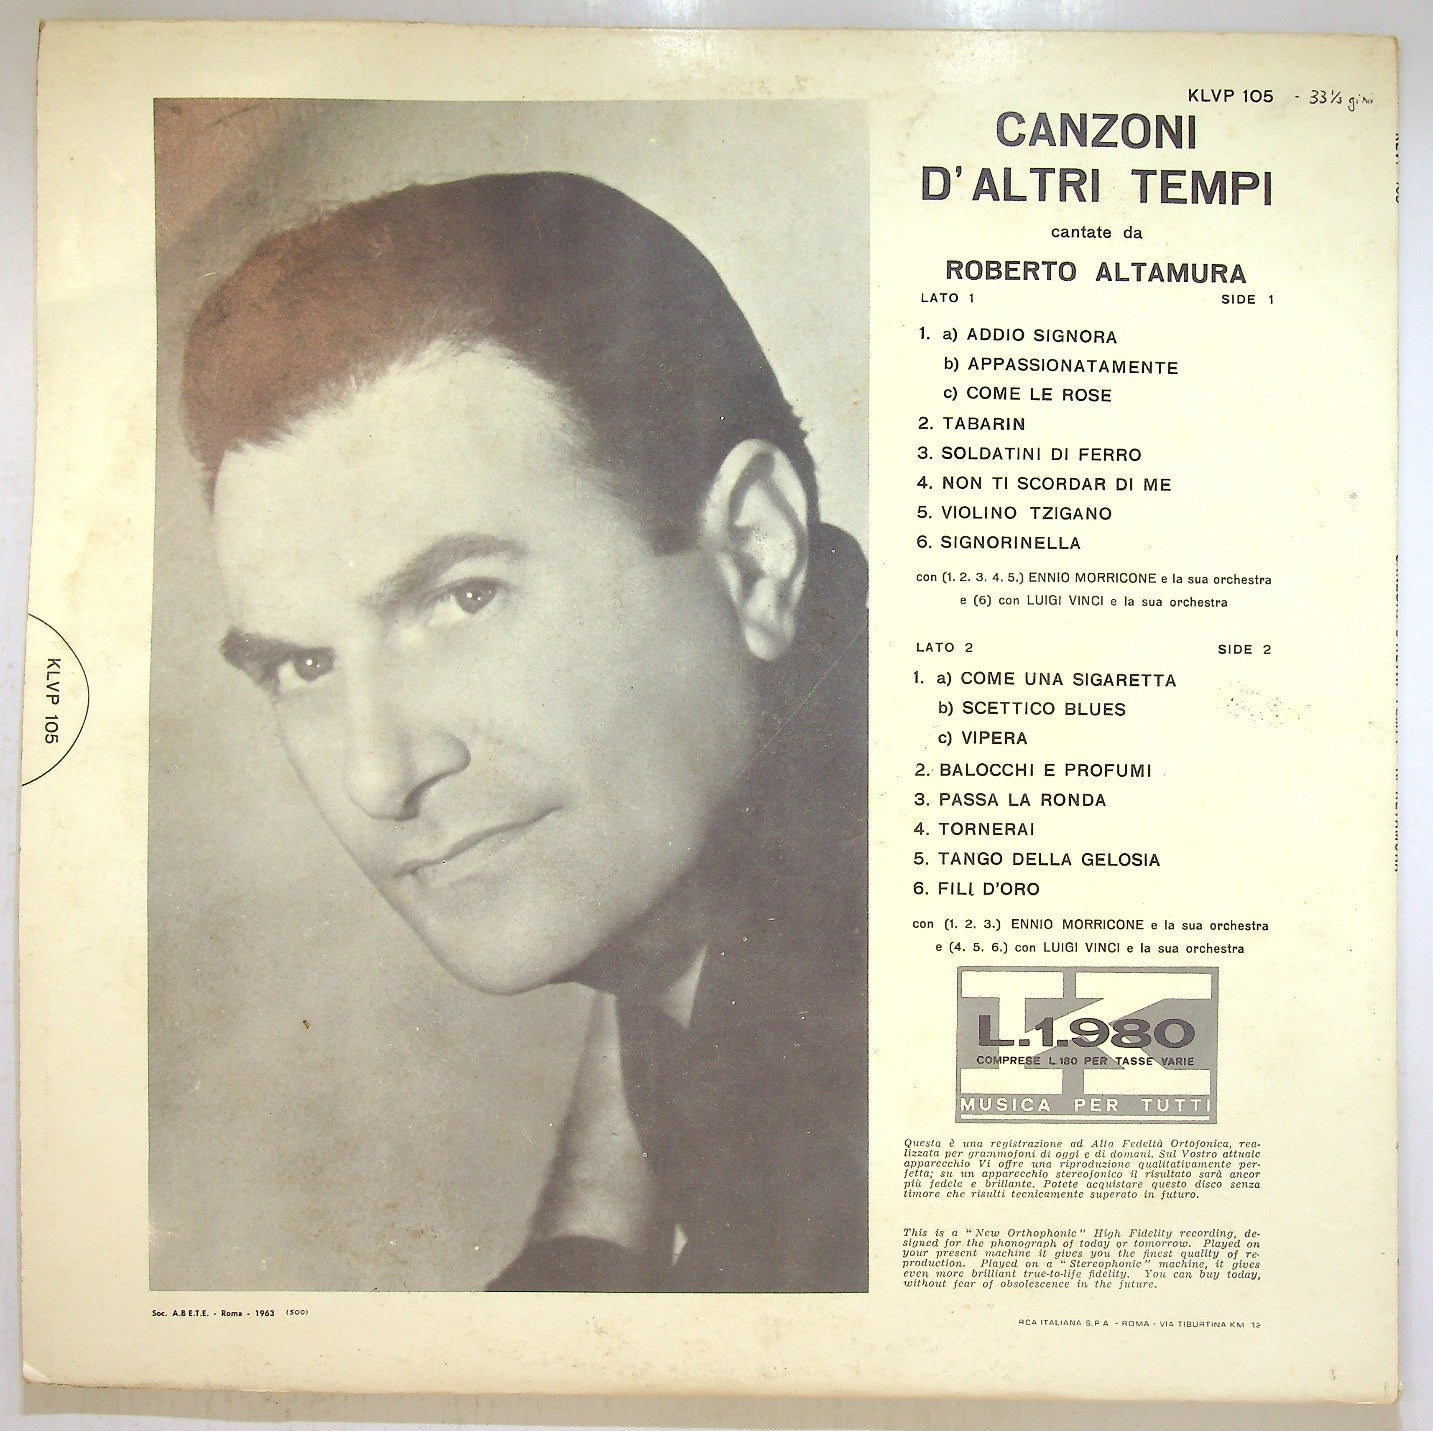 KLVP 105 - 33⅓ giri
CANZONI
D'ALTRI TEMPI
cantate da
ROBERTO ALTAMURA
LATO 1 SIDE 1
1. a) ADDIO SIGNORA
b) APPASSIONATAMENTE
c) COME LE ROSE
2. TABARIN
3. SOLDATINI DI FERRO
4. NON TI SCORDAR DI ME
5. VIOLINO TZIGANO
6. SIGNORINELLA
con (1. 2. 3. 4. 5.) ENNIO MORRICONE e la sua orchestra
e (6) con LUIGI VINCI e la sua orchestra
LATO 2 SIDE 2
1. a) COME UNA SIGARETTA
b) SCETTICO BLUES
c) VIPERA
2. BALOCCHI E PROFUMI
3. PASSA LA RONDA
4. TORNERAI
5. TANGO DELLA GELOSIA
6. FILI D'ORO
con (1. 2. 3.) ENNIO MORRICONE e la sua orchestra
e (4. 5. 6.) con LUIGI VINCI e la sua orchestra
L.1.980
COMPRESE L.180 PER TASSE VARIE
MUSICA PER TUTTI
Questa è una registrazione ad Alta Fedeltà Ortofonica, rea-
lizzata per grammofoni di oggi e di domani. Sul Vostro attuale
apparecchio Vi offre una riproduzione qualitativamente per-
fetta; su un apparecchio stereofonico il risultato sarà ancor
più fedele e brillante. Potete acquistare questo disco senza
timore che risulti tecnicamente superato in futuro.
This is a "New Orthophonic" High Fidelity recording, de-
signed for the phonograph of today or tomorrow. Played on
your present machine it gives you the finest quality of re-
production. Played on a "Stereophonic" machine, it gives
even more brilliant true-to-life fidelity. You can buy today,
without fear of obsolescence in the future.
Soc. A.B.E.T.E. - Roma - 1963 (500)
RCA ITALIANA S.P.A. - ROMA - VIA TIBURTINA KM 12
KLVP 105